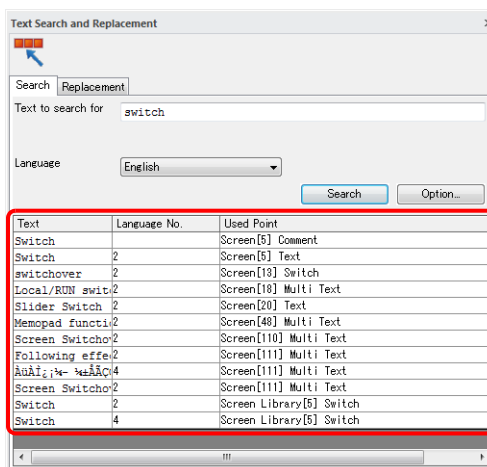 Text Search and Replacement
Search Replacement
Text to search for switch
Language English
Search Option...
Text Language No. Used Point
Switch Screen[5] Comment
Switch 2 Screen[5] Text
switchover 2 Screen[13] Switch
Local/RUN swit 2 Screen[18] Multi Text
Slider Switch 2 Screen[20] Text
Memopad functi 2 Screen[48] Multi Text
Screen Switcho 2 Screen[110] Multi Text
Following effe 2 Screen[111] Multi Text
4 Screen[111] Multi Text
Screen Switcho 2 Screen[111] Multi Text
Switch 2 Screen Library[5] Switch
Switch 4 Screen Library[5] Switch